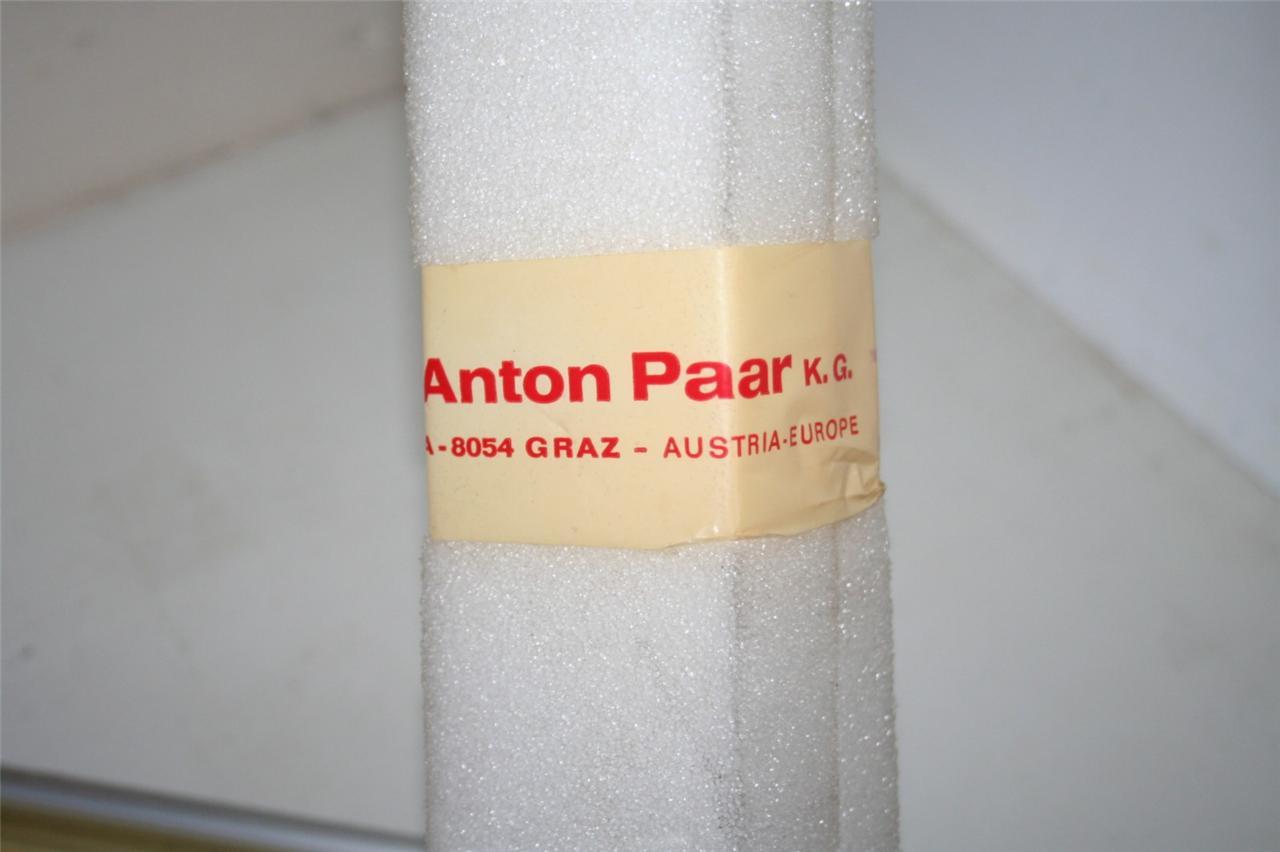 Anton Paar K.G.
A-8054 GRAZ - AUSTRIA-EUROPE